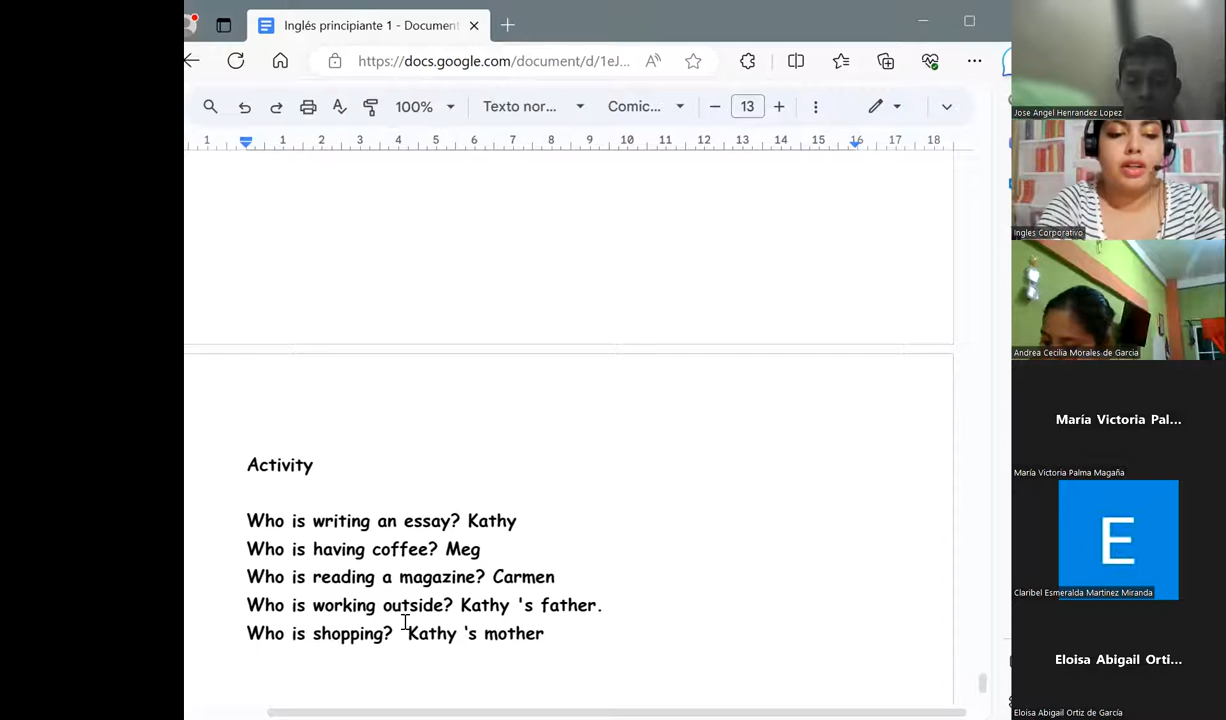 Inglés principiante 1 - Document
https://docs.google.com/document/d/1eJ...
100%
Texto nor...
Comic...
13
1 1 2 3 4 5 6 7 8 9 10 11 12 13 14 15 16 17 18
Activity
Who is writing an essay? Kathy
Who is having coffee? Meg
Who is reading a magazine? Carmen
Who is working outside? Kathy 's father.
Who is shopping? Kathy 's mother
Jose Angel Henrandez Lopez
Ingles Corporativo
Andrea Cecilia Morales de Garcia
María Victoria Pal...
María Victoria Palma Magaña
E
Claribel Esmeralda Martinez Miranda
Eloisa Abigail Orti...
Eloisa Abigail Ortiz de García